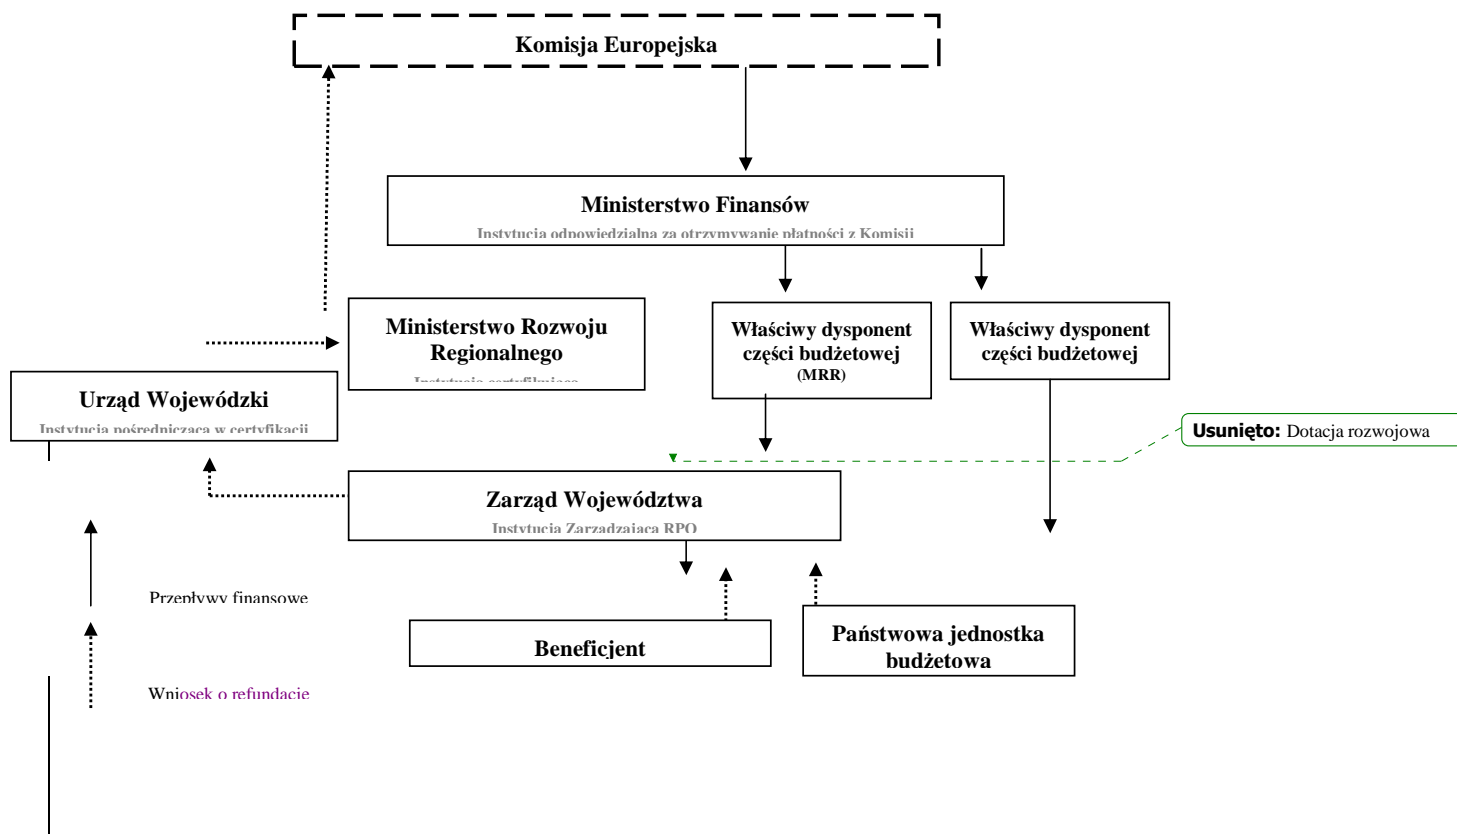 Komisja Europejska
Ministerstwo Finansów
Instytucja odpowiedzialna za otrzymywanie płatności z Komisji
Ministerstwo Rozwoju
Regionalnego
Instytucja certyfikująca
Właściwy dysponent
części budżetowej
(MRR)
Właściwy dysponent
części budżetowej
Urząd Wojewódzki
Instytucja pośrednicząca w certyfikacji
Usunięto: Dotacja rozwojowa
Zarząd Województwa
Instytucja Zarządzająca RPO
Przepływy finansowe
Beneficjent
Państwowa jednostka
budżetowa
Wniosek o refundację